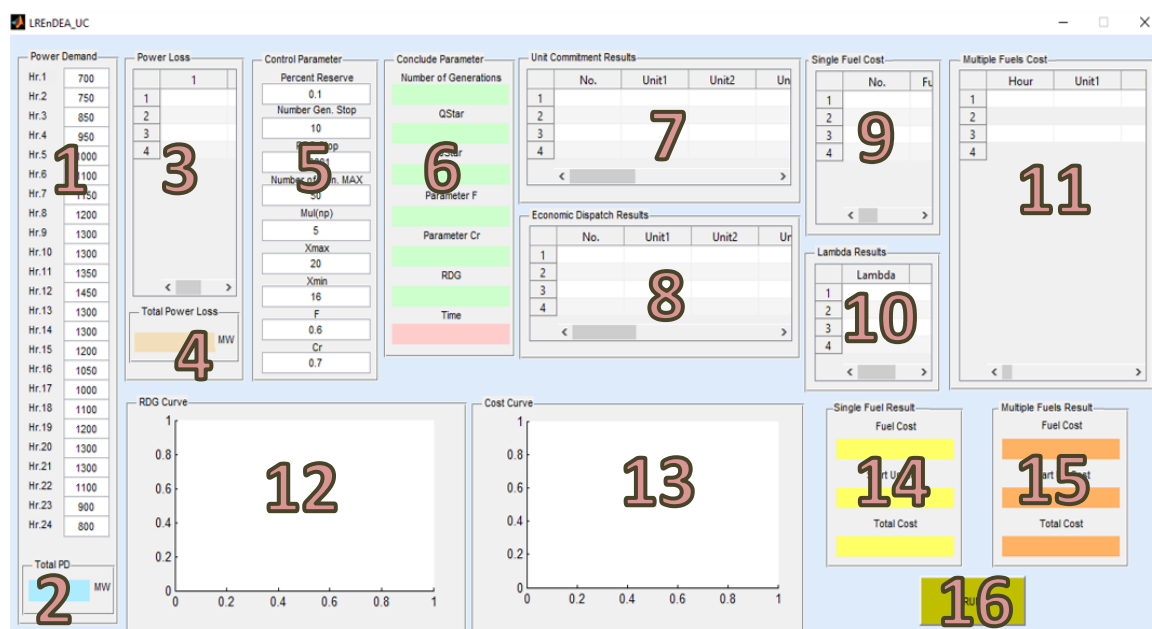 LREnDEA_UC
Power Demand
Hr.1 700
Hr.2 750
Hr.3 850
Hr.4 950
Hr.5 1000
Hr.6 1100
Hr.7 1150
Hr.8 1200
Hr.9 1300
Hr.10 1300
Hr.11 1350
Hr.12 1450
Hr.13 1300
Hr.14 1300
Hr.15 1200
Hr.16 1050
Hr.17 1000
Hr.18 1100
Hr.19 1200
Hr.20 1300
Hr.21 1300
Hr.22 1100
Hr.23 900
Hr.24 800
1
Total PD
MW
2
Power Loss
1
1
2
3
4
3
Total Power Loss
MW
4
Control Parameter
Percent Reserve
0.1
Number Gen. Stop
10
Number of MAX
Mul(np)
5
Xmax
20
Xmin
16
F
0.6
Cr
0.7
5
Conclude Parameter
Number of Generations
QStar
Parameter F
Parameter Cr
RDG
Time
6
Unit Commitment Results
No. Unit1 Unit2 Un
1
2
3
4
7
Economic Dispatch Results
No. Unit1 Unit2 Ur
1
2
3
4
8
Single Fuel Cost
No. Fu
1
2
3
4
9
Lambda Results
Lambda
1
2
3
4
10
Multiple Fuels Cost
Hour Unit1
1
2
3
4
11
RDG Curve
1
0.8
0.6
0.4
0.2
0
0 0.2 0.4 0.6 0.8 1
12
Cost Curve
1
0.8
0.6
0.4
0.2
0
0 0.2 0.4 0.6 0.8 1
13
Single Fuel Result
Fuel Cost
Total Cost
14
Multiple Fuels Result
Fuel Cost
Total Cost
15
16